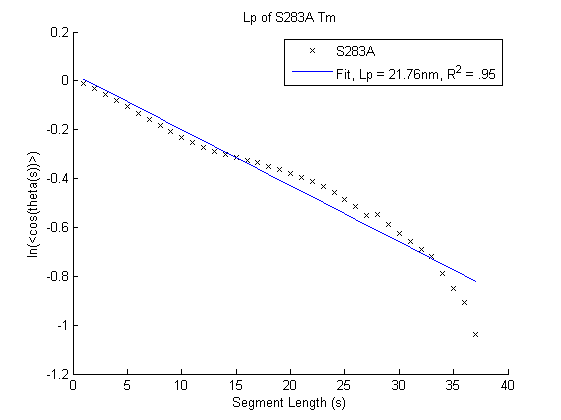 Lp of S283A Tm
S283A
Fit, Lp = 21.76nm, R² = .95
ln(<cos(theta(s))>)
0.2
0
-0.2
-0.4
-0.6
-0.8
-1
-1.2
0 5 10 15 20 25 30 35 40
Segment Length (s)